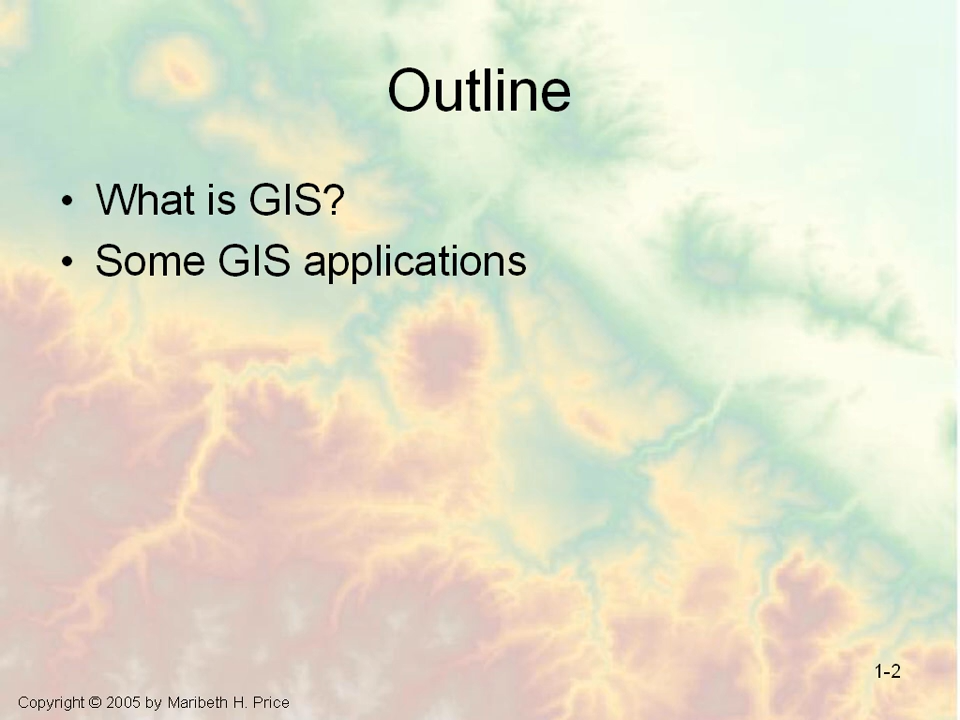 Outline
• What is GIS?
• Some GIS applications
1-2
Copyright © 2005 by Maribeth H. Price